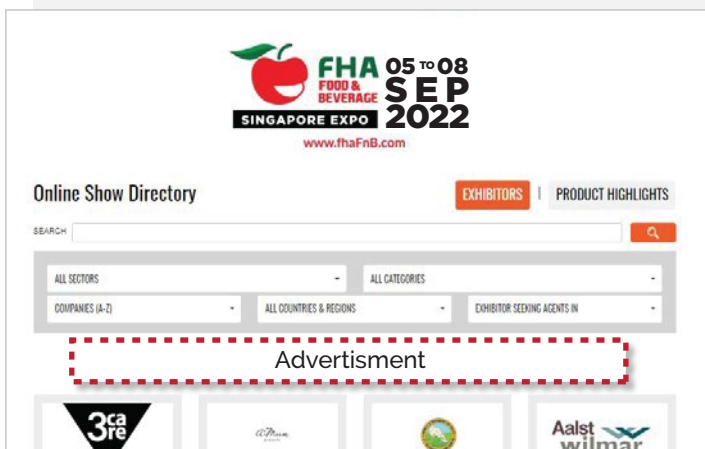 FHA
FOOD &
BEVERAGE
05 TO 08
SEP
2022
SINGAPORE EXPO
www.fhaFnB.com
Online Show Directory
EXHIBITORS | PRODUCT HIGHLIGHTS
SEARCH
ALL SECTORS ALL CATEGORIES
COMPANIES (A-Z) ALL COUNTRIES & REGIONS EXHIBITOR SEEKING AGENTS IN
Advertisment
3care
Aalst
wilmar